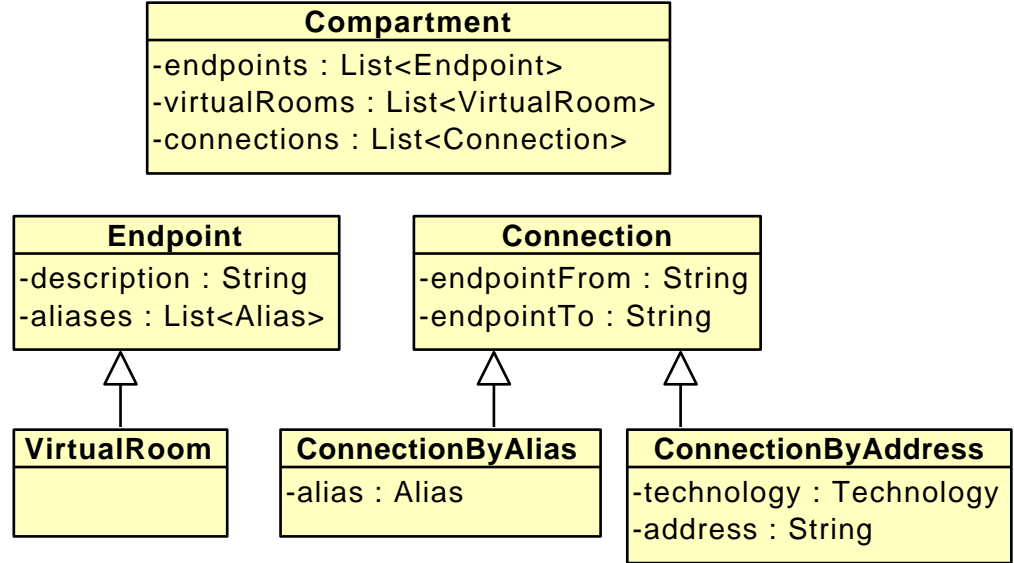 Compartment
-endpoints : List<Endpoint>
-virtualRooms : List<VirtualRoom>
-connections : List<Connection>
Endpoint
-description : String
-aliases : List<Alias>
Connection
-endpointFrom : String
-endpointTo : String
VirtualRoom
ConnectionByAlias
-alias : Alias
ConnectionByAddress
-technology : Technology
-address : String